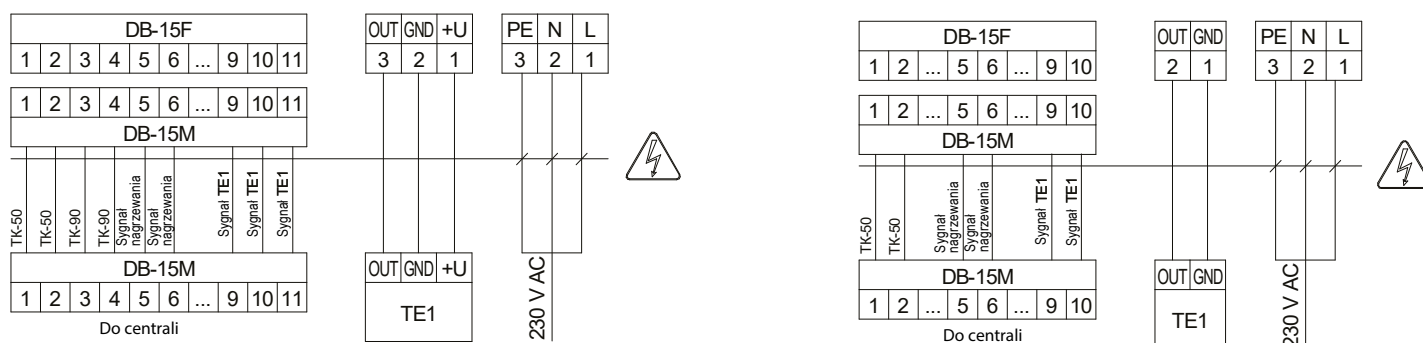 DB-15F
1 2 3 4 5 6 ... 9 10 11
1 2 3 4 5 6 ... 9 10 11
DB-15M
TK-50
TK-50
TK-90
TK-90
Sygnał
nagrzewania
Sygnał
nagrzewania
Sygnał TE1
Sygnał TE1
Sygnał TE1
DB-15M
1 2 3 4 5 6 ... 9 10 11
Do centrali
OUT GND +U
3 2 1
OUT GND +U
TE1
PE N L
3 2 1
230 V AC
DB-15F
1 2 ... 5 6 ... 9 10
1 2 ... 5 6 ... 9 10
DB-15M
TK-50
TK-50
Sygnał
nagrzewania
Sygnał
nagrzewania
Sygnał TE1
Sygnał TE1
DB-15M
1 2 ... 5 6 ... 9 10
Do centrali
OUT GND
2 1
OUT GND
TE1
PE N L
3 2 1
230 V AC